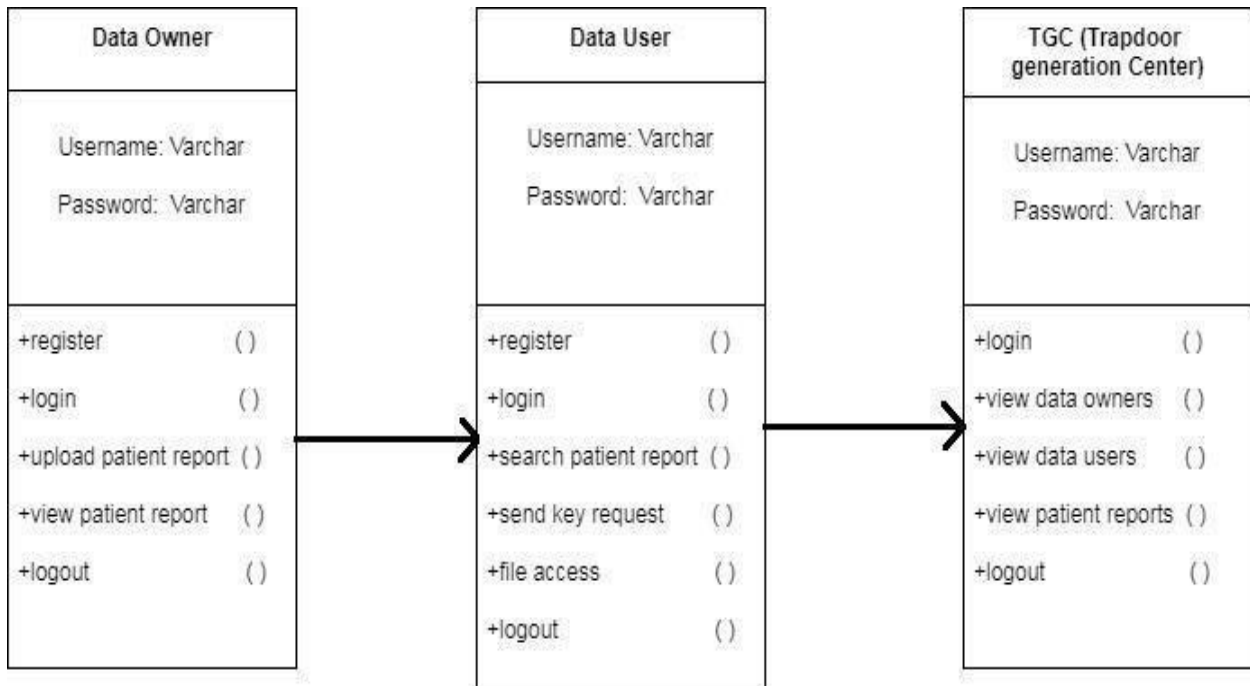 Data Owner
Username: Varchar
Password: Varchar
+register ( )
+login ( )
+upload patient report ( )
+view patient report ( )
+logout ( )
Data User
Username: Varchar
Password: Varchar
+register ( )
+login ( )
+search patient report ( )
+send key request ( )
+file access ( )
+logout ( )
TGC (Trapdoor
generation Center)
Username: Varchar
Password: Varchar
+login ( )
+view data owners ( )
+view data users ( )
+view patient reports ( )
+logout ( )